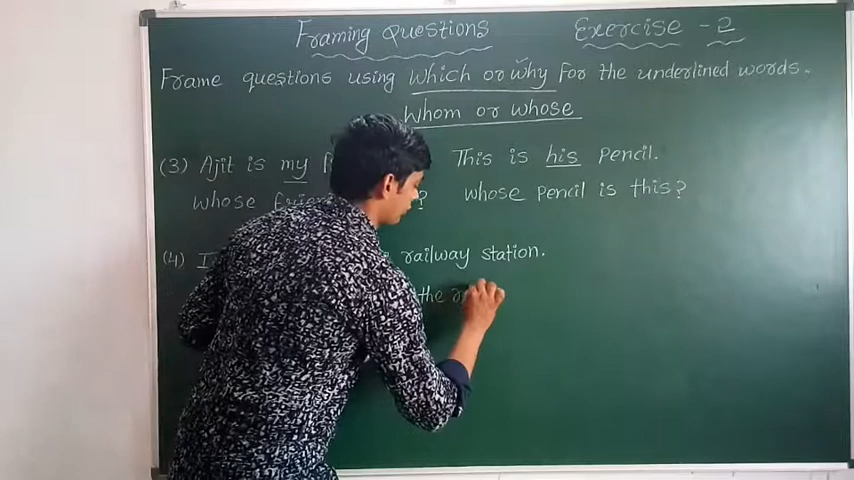 Framing Questions Exercise - 2
Frame questions using which or why for the underlined words.
whom or whose
(3) Ajit is my This is his pencil.
whose ? whose pencil is this?
(4) I railway station.
the